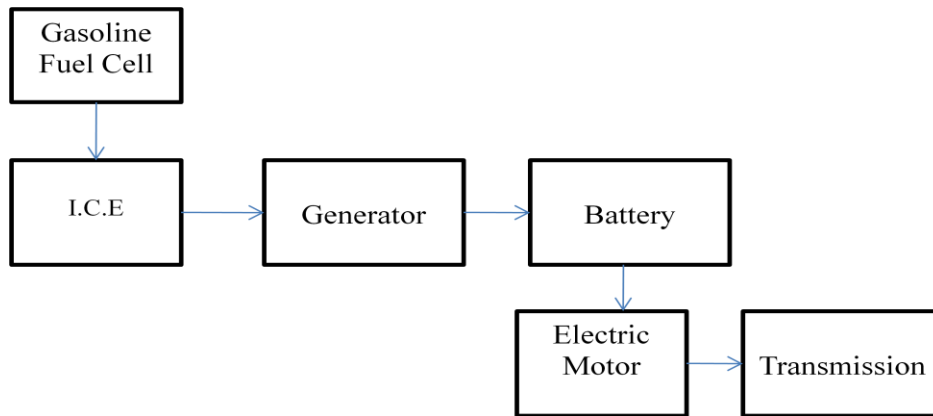 Gasoline
Fuel Cell
I.C.E
Generator
Battery
Electric
Motor
Transmission